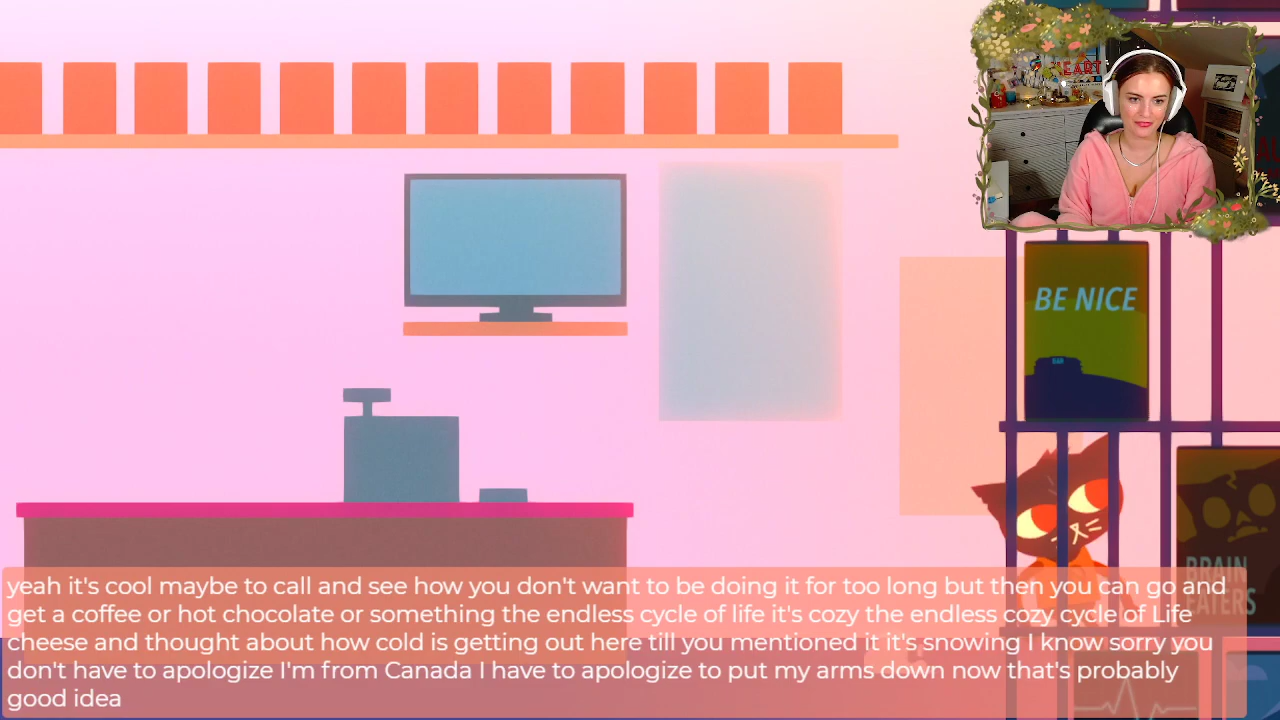 EART
BE NICE
BAR
BRAIN
EATERS
yeah it's cool maybe to call and see how you don't want to be doing it for too long but then you can go and
get a coffee or hot chocolate or something the endless cycle of life it's cozy the endless cozy cycle of Life
cheese and thought about how cold is getting out here till you mentioned it it's snowing I know sorry you
don't have to apologize I'm from Canada I have to apologize to put my arms down now that's probably
good idea